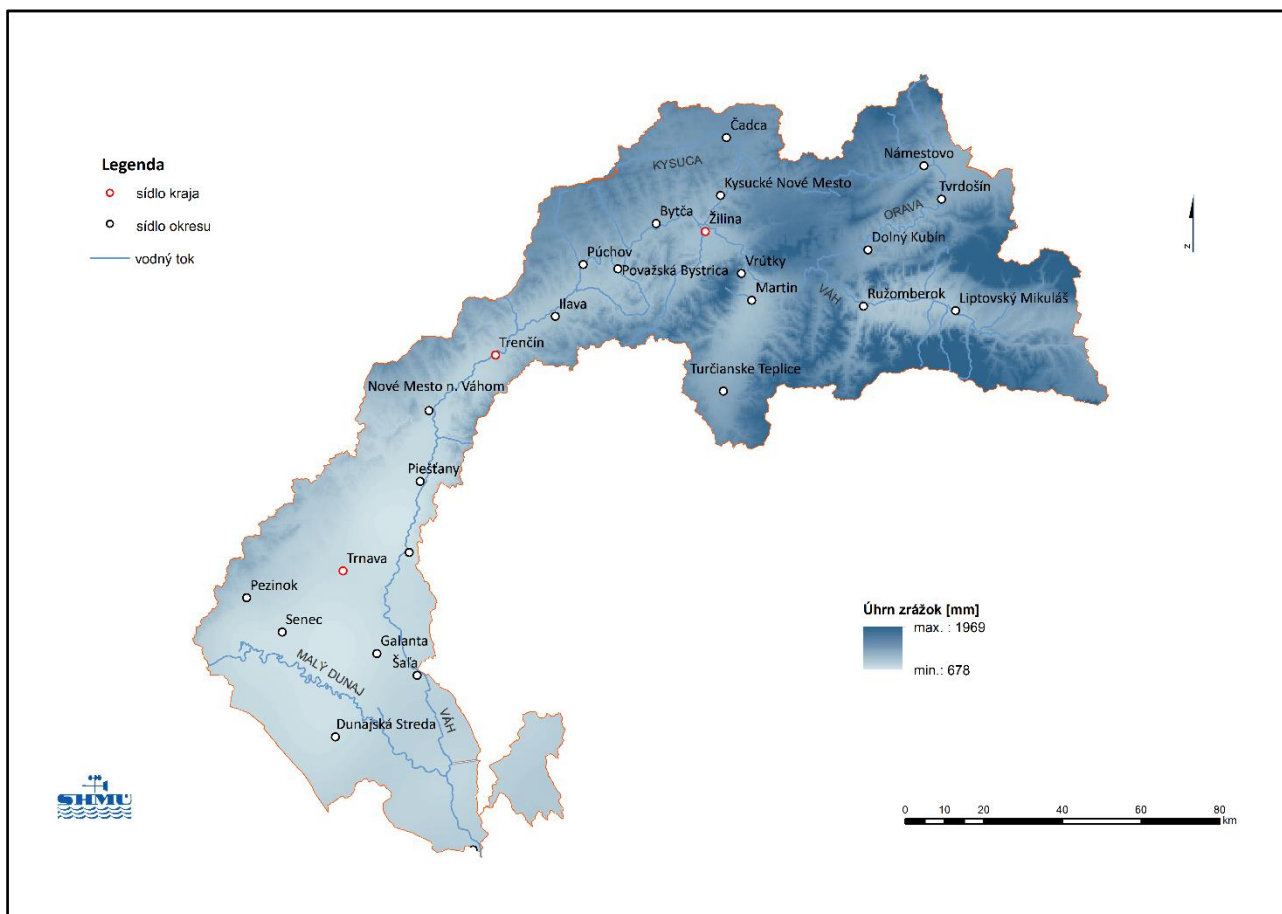 Legenda
sídlo kraja
sídlo okresu
vodný tok
Čadca
KYSUCA
Námestovo
Kysucké Nové Mesto
Tvrdošín
Bytča
Žilina
ORAVA
Dolný Kubín
Púchov
Považská Bystrica
Vrútky
Martin
VÁH
Ružomberok
Liptovský Mikuláš
Ilava
Trenčín
Turčianske Teplice
Nové Mesto n. Váhom
Piešťany
Trnava
Pezinok
Senec
Galanta
Šaľa
MALÝ DUNAJ
VÁH
Dunajská Streda
N
Úhrn zrážok [mm]
max. : 1969
min.: 678
SHMÚ
0 10 20 40 60 80
km